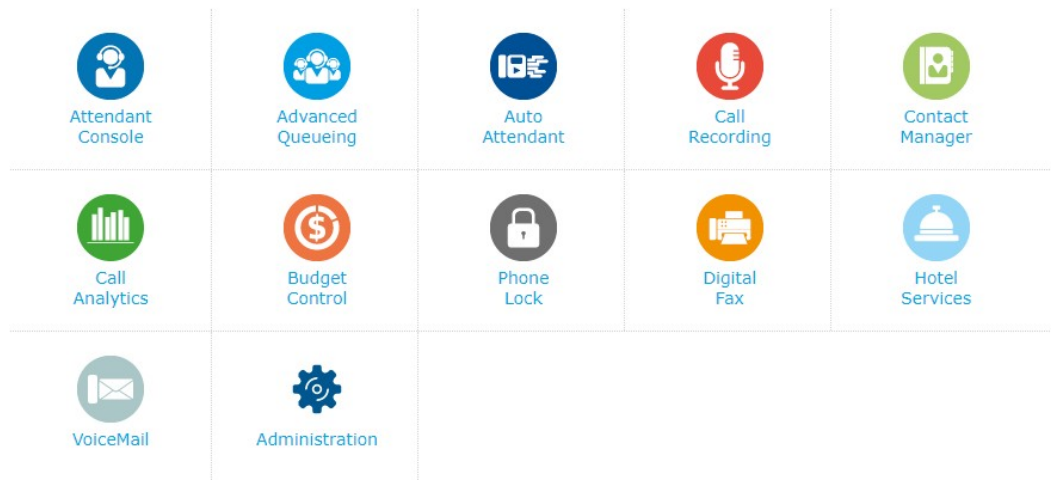 Attendant
Console
Advanced
Queueing
Auto
Attendant
Call
Recording
Contact
Manager
Call
Analytics
$
Budget
Control
Phone
Lock
Digital
Fax
Hotel
Services
VoiceMail
Administration